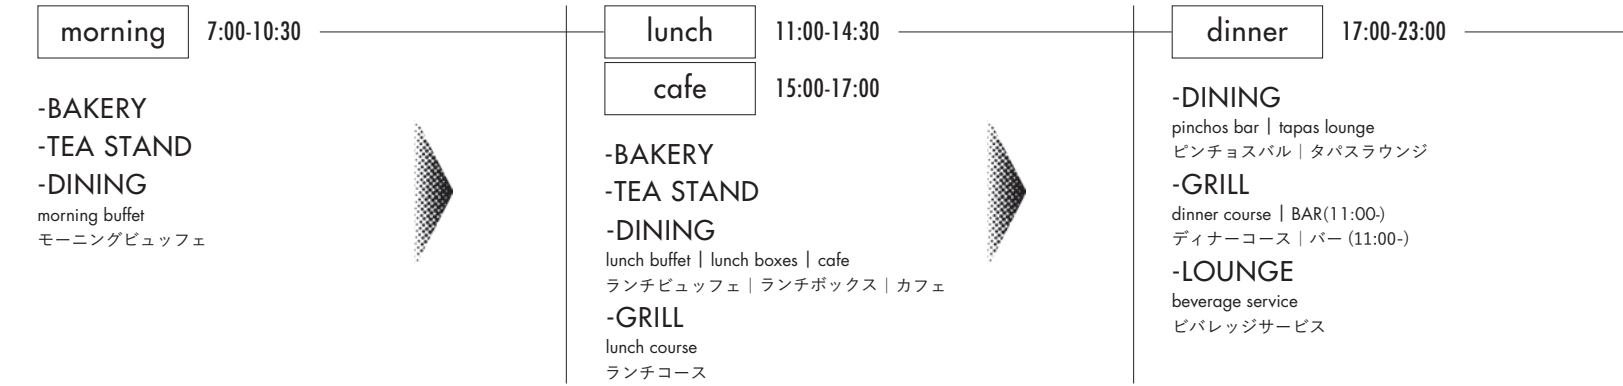 morning 7:00-10:30
-BAKERY
-TEA STAND
-DINING
morning buffet
モーニングビュッフェ
lunch 11:00-14:30
cafe 15:00-17:00
-BAKERY
-TEA STAND
-DINING
lunch buffet | lunch boxes | cafe
ランチビュッフェ | ランチボックス | カフェ
-GRILL
lunch course
ランチコース
dinner 17:00-23:00
-DINING
pinchos bar | tapas lounge
ピンチョスバル | タパスラウンジ
-GRILL
dinner course | BAR(11:00-)
ディナーコース | バー (11:00-)
-LOUNGE
beverage service
ビバレッジサービス